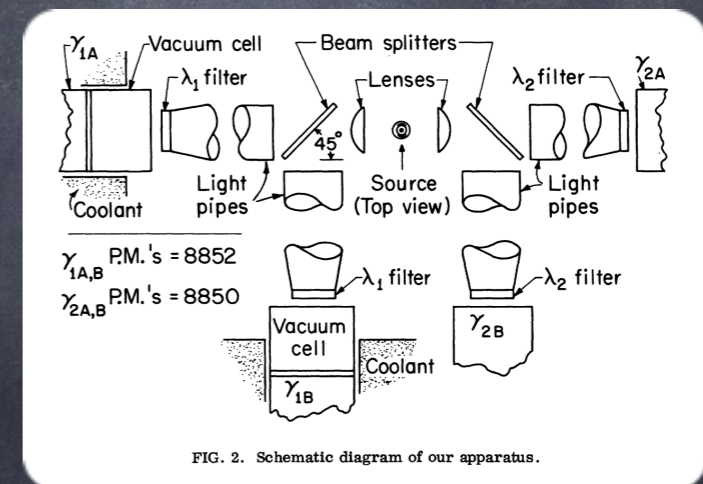 γ1A
Vacuum cell
Beam splitters
γ2A
λ1 filter
Lenses
λ2 filter
45°
Light
pipes
Source
(Top view)
Light
pipes
Coolant
γ1A,B P.M.'s = 8852
γ2A,B P.M.'s = 8850
λ1 filter
λ2 filter
Vacuum
cell
γ2B
Coolant
γ1B
FIG. 2. Schematic diagram of our apparatus.